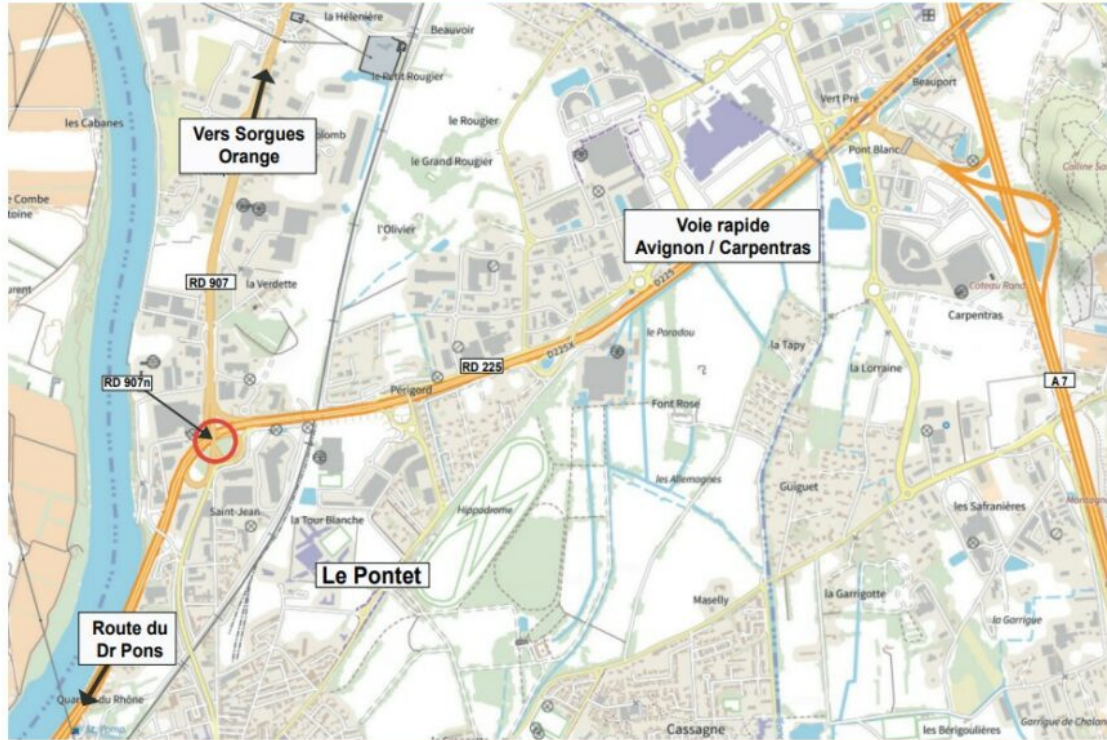 la Hélenière
Beauvoir
le Petit Rougier
Beauport
les Cabanes
Vers Sorgues
Orange
le Rougier
Vert Pré
le Grand Rougier
Pont Blanc
l'Olivier
Voie rapide
Avignon / Carpentras
RD 907
la Verdette
D225
Coteau Rand
Carpentras
le Paradou
la Tapy
D225X
RD 225
la Lorraine
A 7
RD 907n
Périgord
Font Rose
les Allemagnes
Guiguet
Saint-Jean
Hippodrome
les Safranières
la Tour Blanche
Le Pontet
Maselly
la Garrigotte
la Garrigue
Route du
Dr Pons
Cassagne
les Bérigoulières